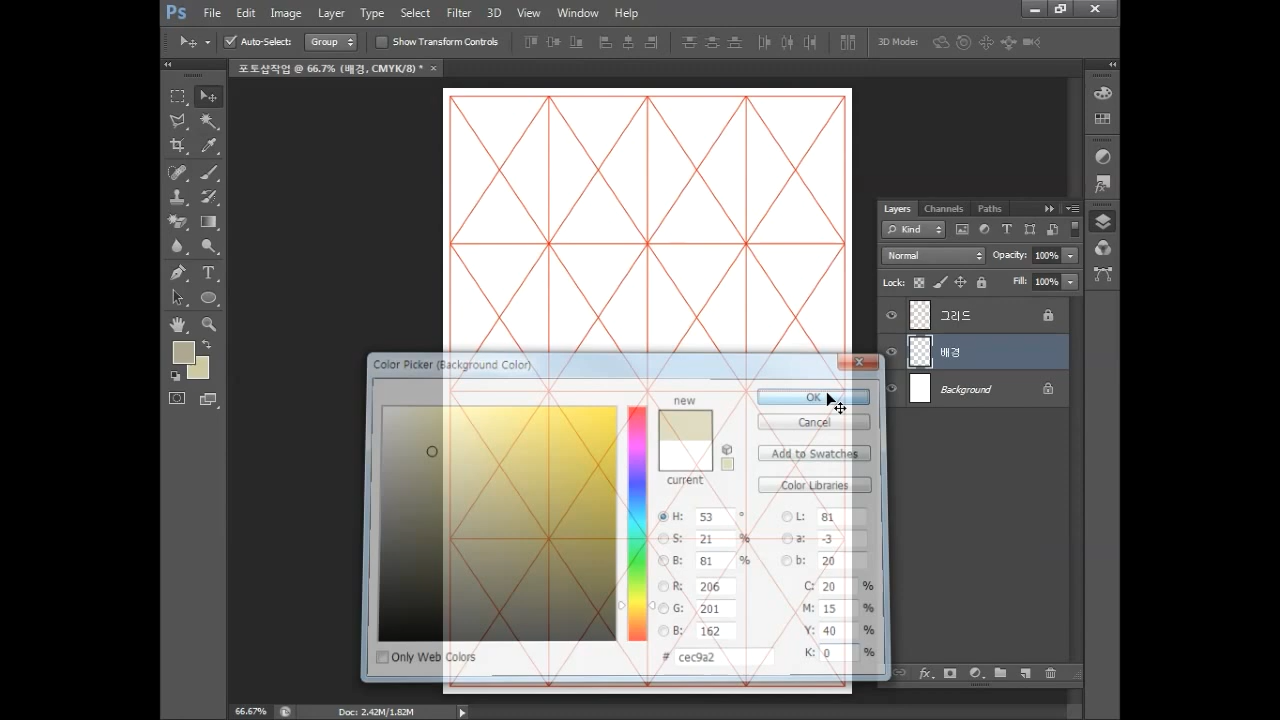 Ps File Edit Image Layer Type Select Filter 3D View Window Help
Auto-Select: Group Show Transform Controls 3D Mode:
포토샵작업 @ 66.7% (배경, CMYK/8) * ×
Layers Channels Paths
Kind
Normal Opacity: 100%
Lock: Fill: 100%
그리드
배경
Background
Color Picker (Background Color)
new
current
OK
Cancel
Add to Swatches
Color Libraries
H: 53 °
S: 21 %
B: 81 %
R: 206
G: 201
B: 162
# cec9a2
L: 81
a: -3
b: 20
C: 20 %
M: 15 %
Y: 40 %
K: 0 %
Only Web Colors
66.67% Doc: 2.42M/1.82M